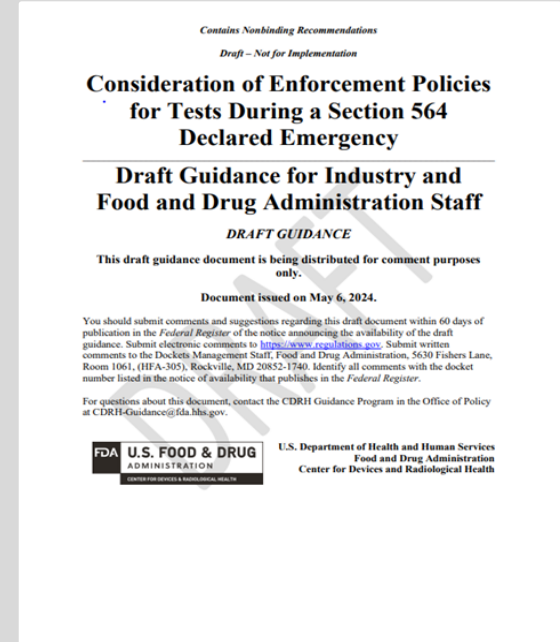 Contains Nonbinding Recommendations
Draft – Not for Implementation
Consideration of Enforcement Policies
for Tests During a Section 564
Declared Emergency
Draft Guidance for Industry and
Food and Drug Administration Staff
DRAFT GUIDANCE
This draft guidance document is being distributed for comment purposes
only.
Document issued on May 6, 2024.
You should submit comments and suggestions regarding this draft document within 60 days of
publication in the Federal Register of the notice announcing the availability of the draft
guidance. Submit electronic comments to https://www.regulations.gov. Submit written
comments to the Dockets Management Staff, Food and Drug Administration, 5630 Fishers Lane,
Room 1061, (HFA-305), Rockville, MD 20852-1740. Identify all comments with the docket
number listed in the notice of availability that publishes in the Federal Register.
For questions about this document, contact the CDRH Guidance Program in the Office of Policy
at CDRH-Guidance@fda.hhs.gov.
FDA U.S. FOOD & DRUG
ADMINISTRATION
CENTER FOR DEVICES & RADIOLOGICAL HEALTH
U.S. Department of Health and Human Services
Food and Drug Administration
Center for Devices and Radiological Health
DRAFT